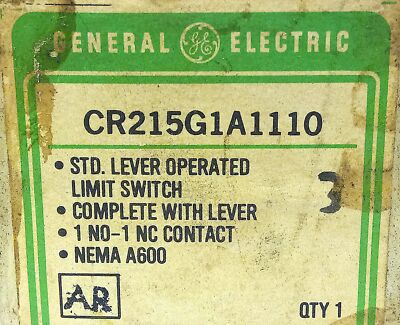 GENERAL GE ELECTRIC
CR215G1A1110
• STD. LEVER OPERATED
LIMIT SWITCH
• COMPLETE WITH LEVER
• 1 NO-1 NC CONTACT
• NEMA A600
3
AR
QTY 1